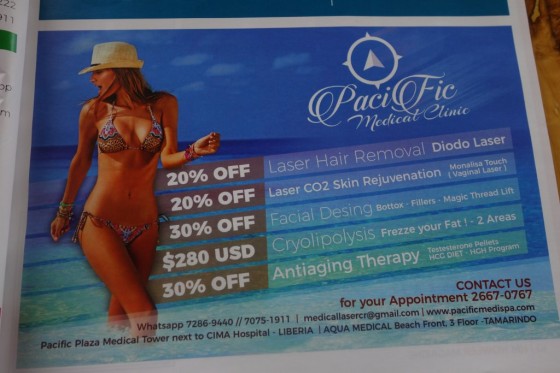 222
911
PaciFic
Medical Clinic
20% OFF Laser Hair Removal Diodo Laser
20% OFF Laser CO2 Skin Rejuvenation Monalisa Touch
( Vaginal Laser )
30% OFF Facial Desing Bottox - Fillers - Magic Thread Lift
$280 USD Cryolipolysis Frezze your Fat ! - 2 Areas
30% OFF Antiaging Therapy Testesterone Pellets
HCG DIET - HGH Program
CONTACT US
for your Appointment 2667-0767
Whatsapp 7286-9440 // 7075-1911 | medicallasercr@gmail.com | www.pacificmedispa.com
Pacific Plaza Medical Tower next to CIMA Hospital - LIBERIA | AQUA MEDICAL Beach Front, 3 Floor -TAMARINDO